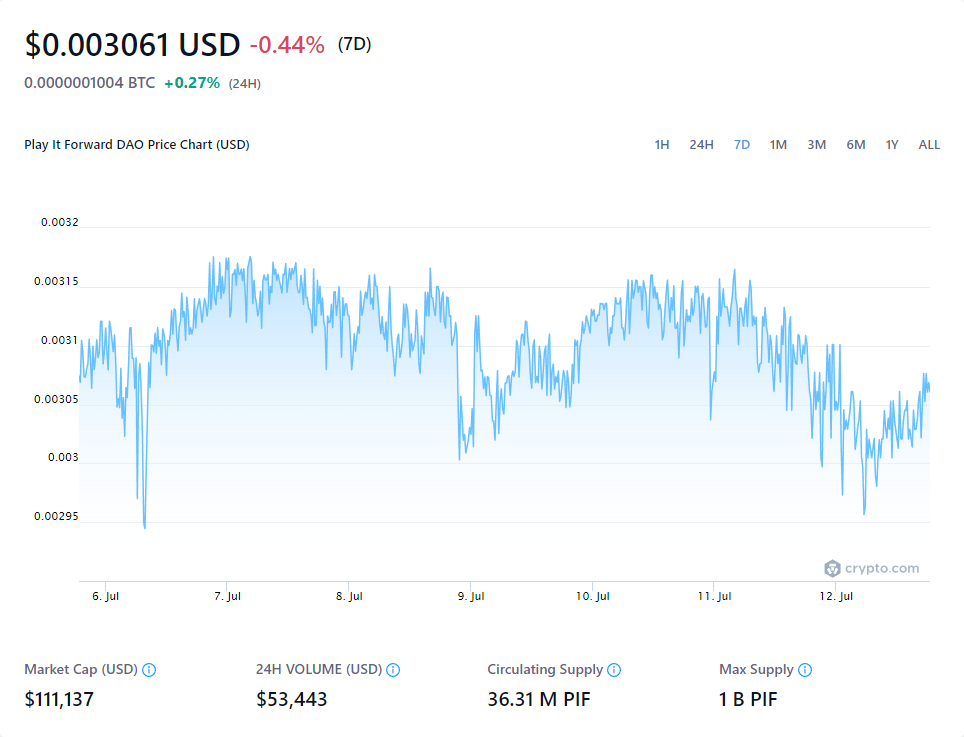 $0.003061 USD -0.44% (7D)
0.0000001004 BTC +0.27% (24H)
Play It Forward DAO Price Chart (USD) 1H 24H 7D 1M 3M 6M 1Y ALL
0.0032
0.00315
0.0031
0.00305
0.003
0.00295
crypto.com
6. Jul 7. Jul 8. Jul 9. Jul 10. Jul 11. Jul 12. Jul
Market Cap (USD) 24H VOLUME (USD) Circulating Supply Max Supply
$111,137 $53,443 36.31 M PIF 1 B PIF